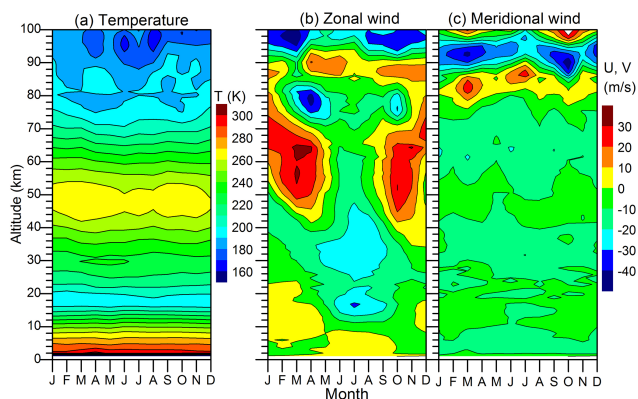 (a) Temperature
(b) Zonal wind
(c) Meridional wind
Altitude (km)
100
90
80
70
60
50
40
30
20
10
0
T (K)
300
280
260
240
220
200
180
160
U, V
(m/s)
30
20
10
0
-10
-20
-30
-40
J F M A M J J A S O N D
J F M A M J J A S O N D
J F M A M J J A S O N D
Month